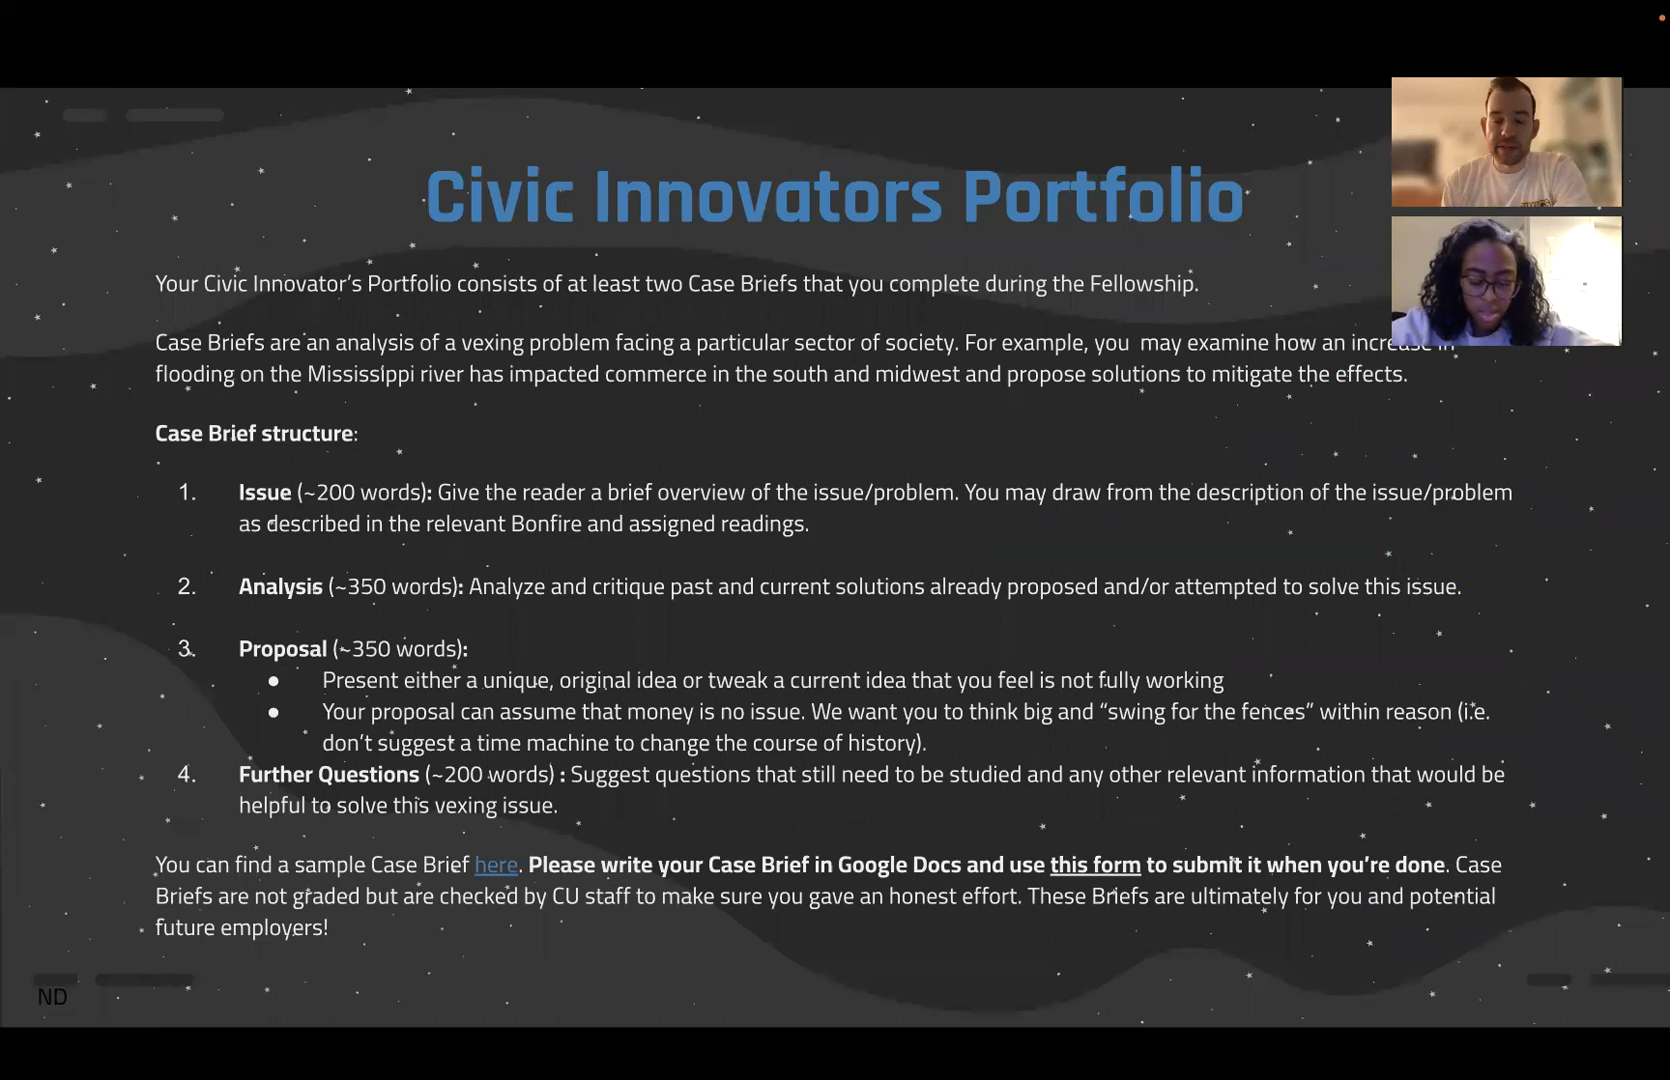 Civic Innovators Portfolio
Your Civic Innovator's Portfolio consists of at least two Case Briefs that you complete during the Fellowship.
Case Briefs are an analysis of a vexing problem facing a particular sector of society. For example, you  may examine how an increase in
flooding on the Mississippi river has impacted commerce in the south and midwest and propose solutions to mitigate the effects.
Case Brief structure:
1. Issue (~200 words): Give the reader a brief overview of the issue/problem. You may draw from the description of the issue/problem
as described in the relevant Bonfire and assigned readings.
2. Analysis (~350 words): Analyze and critique past and current solutions already proposed and/or attempted to solve this issue.
3. Proposal (~350 words):
● Present either a unique, original idea or tweak a current idea that you feel is not fully working
● Your proposal can assume that money is no issue. We want you to think big and “swing for the fences” within reason (i.e.
don't suggest a time machine to change the course of history).
4. Further Questions (~200 words) : Suggest questions that still need to be studied and any other relevant information that would be
helpful to solve this vexing issue.
You can find a sample Case Brief here. Please write your Case Brief in Google Docs and use this form to submit it when you're done. Case
Briefs are not graded but are checked by CU staff to make sure you gave an honest effort. These Briefs are ultimately for you and potential
future employers!
ND